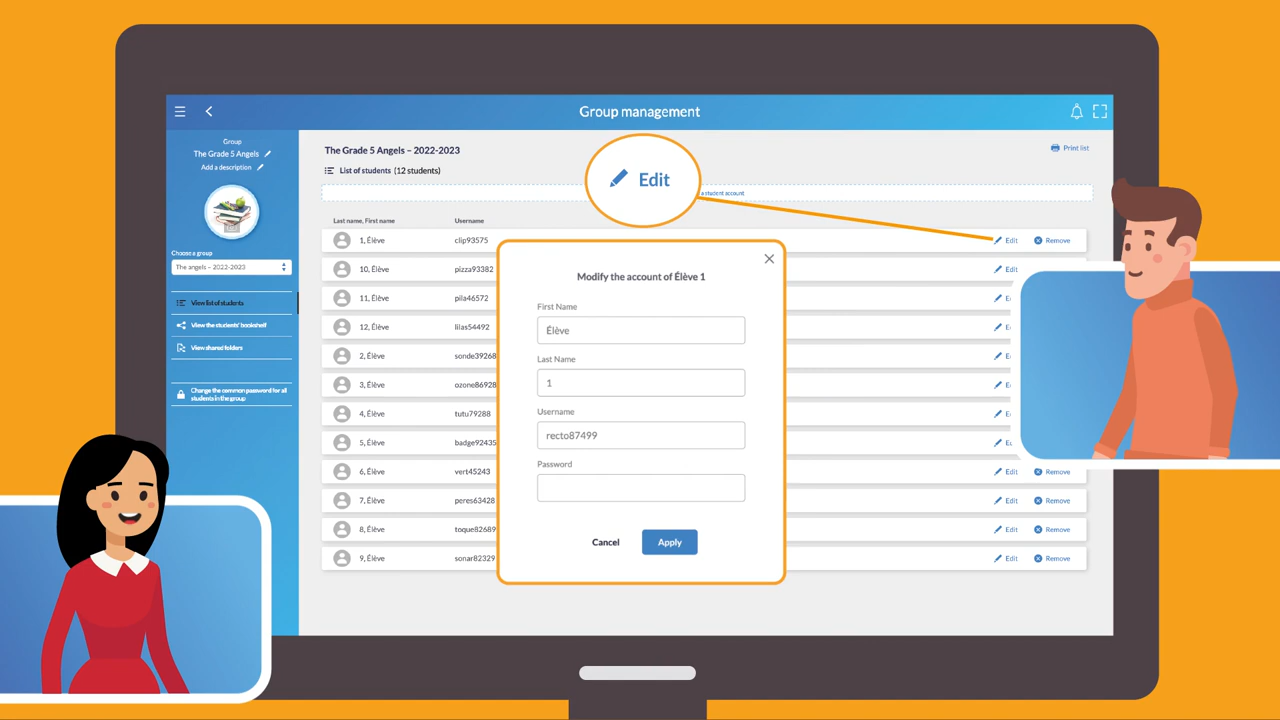 Group management
Group
The Grade 5 Angels
Add a description
Choose a group
The angels – 2022-2023
View list of students
View the students' bookshelf
View shared folders
Change the common password for all
students in the group
The Grade 5 Angels – 2022-2023
Print list
List of students (12 students)
Edit
a student account
Last name, First name Username
1, Élève clip93575 Edit Remove
10, Élève pizza93382 Edit
11, Élève pila46572
12, Élève lilas54492
2, Élève sonde39268
3, Élève ozone86928
4, Élève tutu79288
5, Élève badge92435
6, Élève vert45243 Edit Remove
7, Élève peres63428 Edit Remove
8, Élève toque82689 Edit Remove
9, Élève sonar82329 Edit Remove
Modify the account of Élève 1
First Name
Élève
Last Name
1
Username
recto87499
Password
Cancel Apply